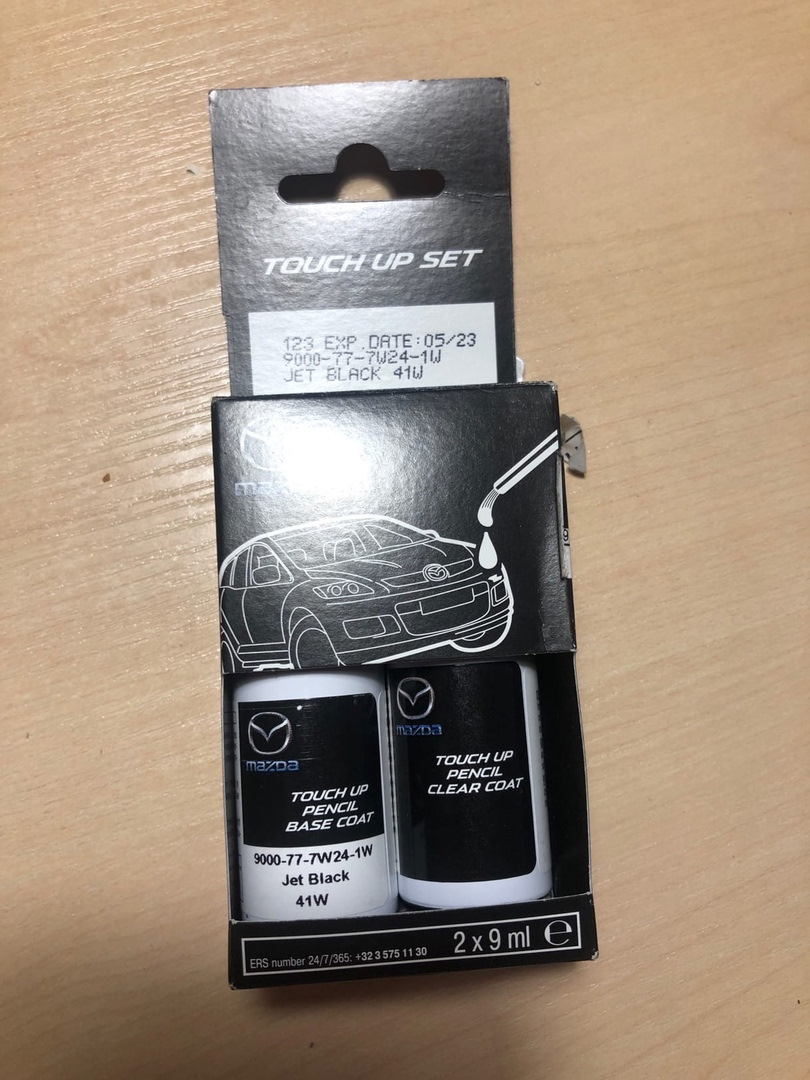 TOUCH UP SET
123 EXP.DATE:05/23
9000-77-7W24-1W
JET BLACK 41W
mazda
TOUCH UP
PENCIL
BASE COAT
9000-77-7W24-1W
Jet Black
41W
mazda
TOUCH UP
PENCIL
CLEAR COAT
ERS number 24/7/365: +32 3 575 11 30
2 x 9 ml ℮